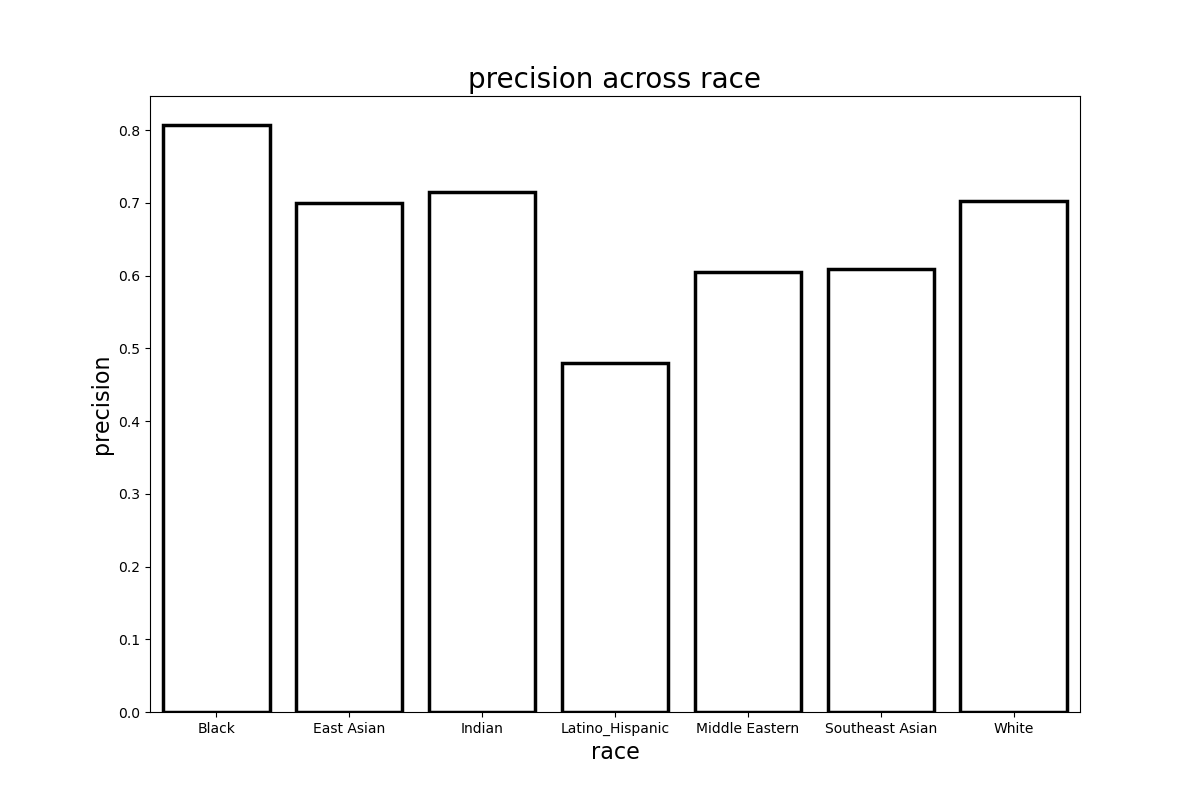 precision across race
0.8
0.7
0.6
0.5
0.4
0.3
0.2
0.1
0.0
precision
Black East Asian Indian Latino_Hispanic Middle Eastern Southeast Asian White
race